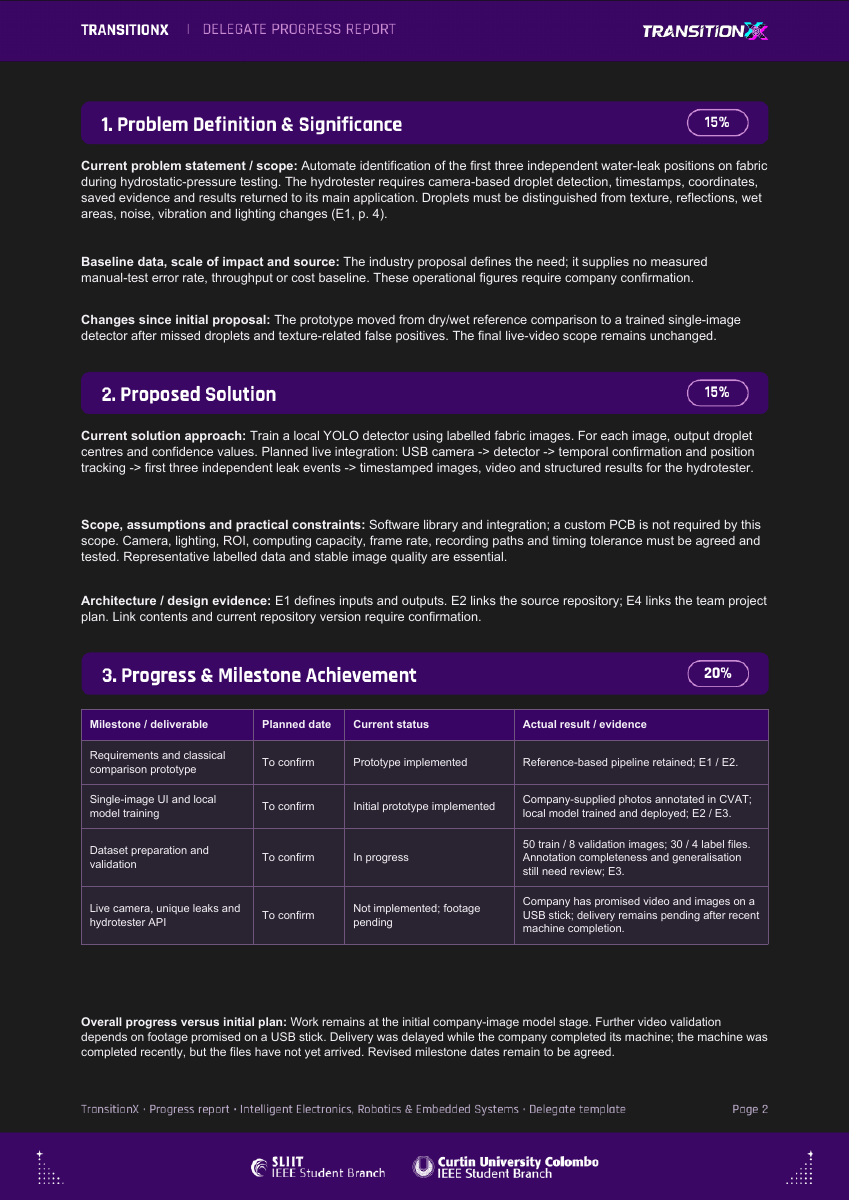 TRANSITIONX | DELEGATE PROGRESS REPORT
TRANSITIONX
1. Problem Definition & Significance
15%
Current problem statement / scope: Automate identification of the first three independent water-leak positions on fabric
during hydrostatic-pressure testing. The hydrotester requires camera-based droplet detection, timestamps, coordinates,
saved evidence and results returned to its main application. Droplets must be distinguished from texture, reflections, wet
areas, noise, vibration and lighting changes (E1, p. 4).
Baseline data, scale of impact and source: The industry proposal defines the need; it supplies no measured
manual-test error rate, throughput or cost baseline. These operational figures require company confirmation.
Changes since initial proposal: The prototype moved from dry/wet reference comparison to a trained single-image
detector after missed droplets and texture-related false positives. The final live-video scope remains unchanged.
2. Proposed Solution
15%
Current solution approach: Train a local YOLO detector using labelled fabric images. For each image, output droplet
centres and confidence values. Planned live integration: USB camera -> detector -> temporal confirmation and position
tracking -> first three independent leak events -> timestamped images, video and structured results for the hydrotester.
Scope, assumptions and practical constraints: Software library and integration; a custom PCB is not required by this
scope. Camera, lighting, ROI, computing capacity, frame rate, recording paths and timing tolerance must be agreed and
tested. Representative labelled data and stable image quality are essential.
Architecture / design evidence: E1 defines inputs and outputs. E2 links the source repository; E4 links the team project
plan. Link contents and current repository version require confirmation.
3. Progress & Milestone Achievement
20%
Milestone / deliverable
Planned date
Current status
Actual result / evidence
Requirements and classical
comparison prototype
To confirm
Prototype implemented
Reference-based pipeline retained; E1 / E2.
Single-image UI and local
model training
To confirm
Initial prototype implemented
Company-supplied photos annotated in CVAT;
local model trained and deployed; E2 / E3.
Dataset preparation and
validation
To confirm
In progress
50 train / 8 validation images; 30 / 4 label files.
Annotation completeness and generalisation
still need review; E3.
Live camera, unique leaks and
hydrotester API
To confirm
Not implemented; footage
pending
Company has promised video and images on a
USB stick; delivery remains pending after recent
machine completion.
Overall progress versus initial plan: Work remains at the initial company-image model stage. Further video validation
depends on footage promised on a USB stick. Delivery was delayed while the company completed its machine; the machine was
completed recently, but the files have not yet arrived. Revised milestone dates remain to be agreed.
TransitionX · Progress report · Intelligent Electronics, Robotics & Embedded Systems · Delegate template
Page 2
SLIIT
IEEE Student Branch
Curtin University Colombo
IEEE Student Branch